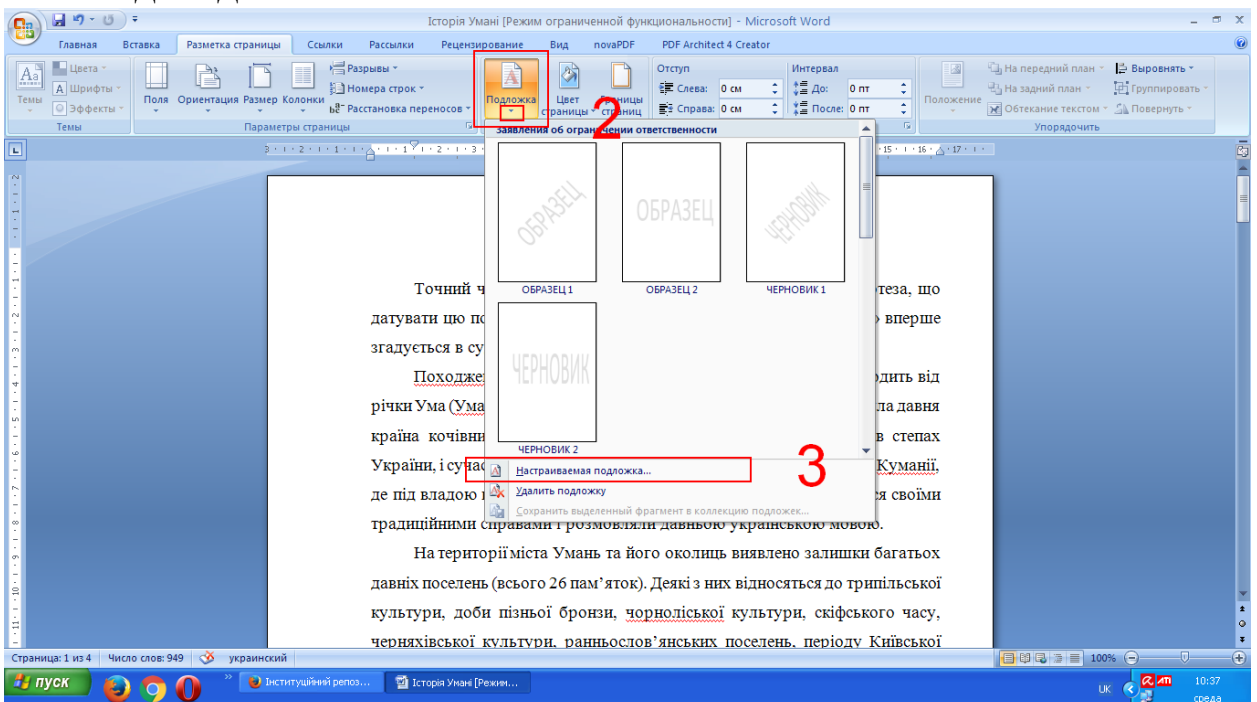 Історія Умані [Режим ограниченной функциональности] - Microsoft Word
Главная Вставка Разметка страницы Ссылки Рассылки Рецензирование Вид novaPDF PDF Architect 4 Creator
Темы
Цвета
Шрифты
Эффекты
Темы
Поля
Ориентация
Размер
Колонки
Разрывы
Номера строк
Расстановка переносов
Параметры страницы
Подложка
2
Цвет страницы
Границы страниц
Отступ
Слева: 0 см
Справа: 0 см
Интервал
До: 0 пт
После: 0 пт
Положение
На передний план
На задний план
Обтекание текстом
Выровнять
Группировать
Повернуть
Упорядочить
Заявления об ограничении ответственности
ОБРАЗЕЦ
ОБРАЗЕЦ
ЧЕРНОВИК
ОБРАЗЕЦ 1
ОБРАЗЕЦ 2
ЧЕРНОВИК 1
ЧЕРНОВИК
ЧЕРНОВИК 2
3
Настраиваемая подложка...
Удалить подложку
Сохранить выделенный фрагмент в коллекцию подложек...
Точний ч теза, що
датувати цю по вперше
згадується в су
Походже дить від
річки Ума (Ума ла давня
країна кочівни в степах
України, і сучас Куманії,
де під владою ся своїми
традиційними справами і розмовляли давньою українською мовою.
На території міста Умань та його околиць виявлено залишки багатьох
давніх поселень (всього 26 пам’яток). Деякі з них відносяться до трипільської
культури, доби пізньої бронзи, чорноліської культури, скіфського часу,
черняхівської культури, ранньослов’янських поселень, періоду Київської
Страница: 1 из 4 Число слов: 949 украинский 100%
пуск Інституційний репоз... Історія Умані [Режим... UK 10:37
среда